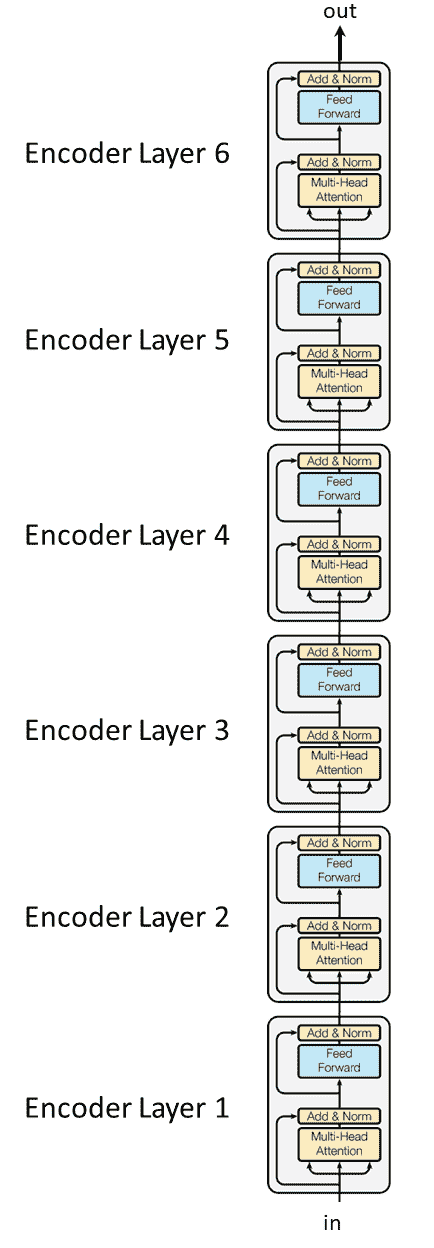 out
Encoder Layer 6
Add & Norm
Feed
Forward
Add & Norm
Multi-Head
Attention
Encoder Layer 5
Add & Norm
Feed
Forward
Add & Norm
Multi-Head
Attention
Encoder Layer 4
Add & Norm
Feed
Forward
Add & Norm
Multi-Head
Attention
Encoder Layer 3
Add & Norm
Feed
Forward
Add & Norm
Multi-Head
Attention
Encoder Layer 2
Add & Norm
Feed
Forward
Add & Norm
Multi-Head
Attention
Encoder Layer 1
Add & Norm
Feed
Forward
Add & Norm
Multi-Head
Attention
in